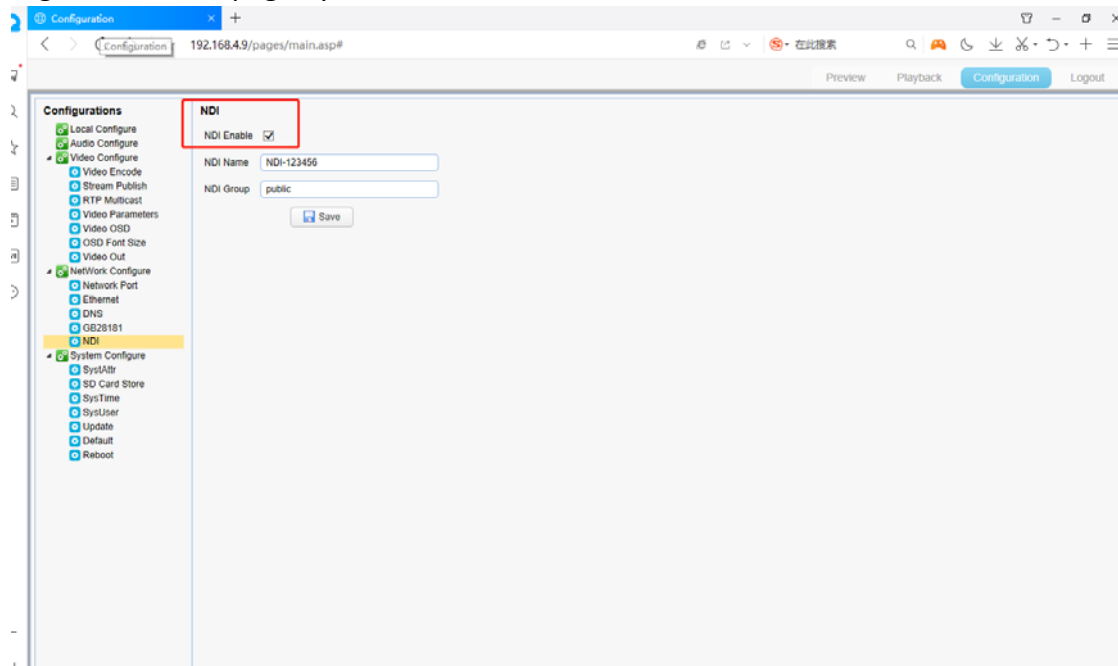 Configuration
Configuration
192.168.4.9/pages/main.asp#
在此搜索
Preview
Playback
Configuration
Logout
Configurations
Local Configure
Audio Configure
Video Configure
Video Encode
Stream Publish
RTP Multicast
Video Parameters
Video OSD
OSD Font Size
Video Out
NetWork Configure
Network Port
Ethernet
DNS
GB28181
NDI
System Configure
SystAttr
SD Card Store
SysTime
SysUser
Update
Default
Reboot
NDI
NDI Enable
NDI Name NDI-123456
NDI Group public
Save